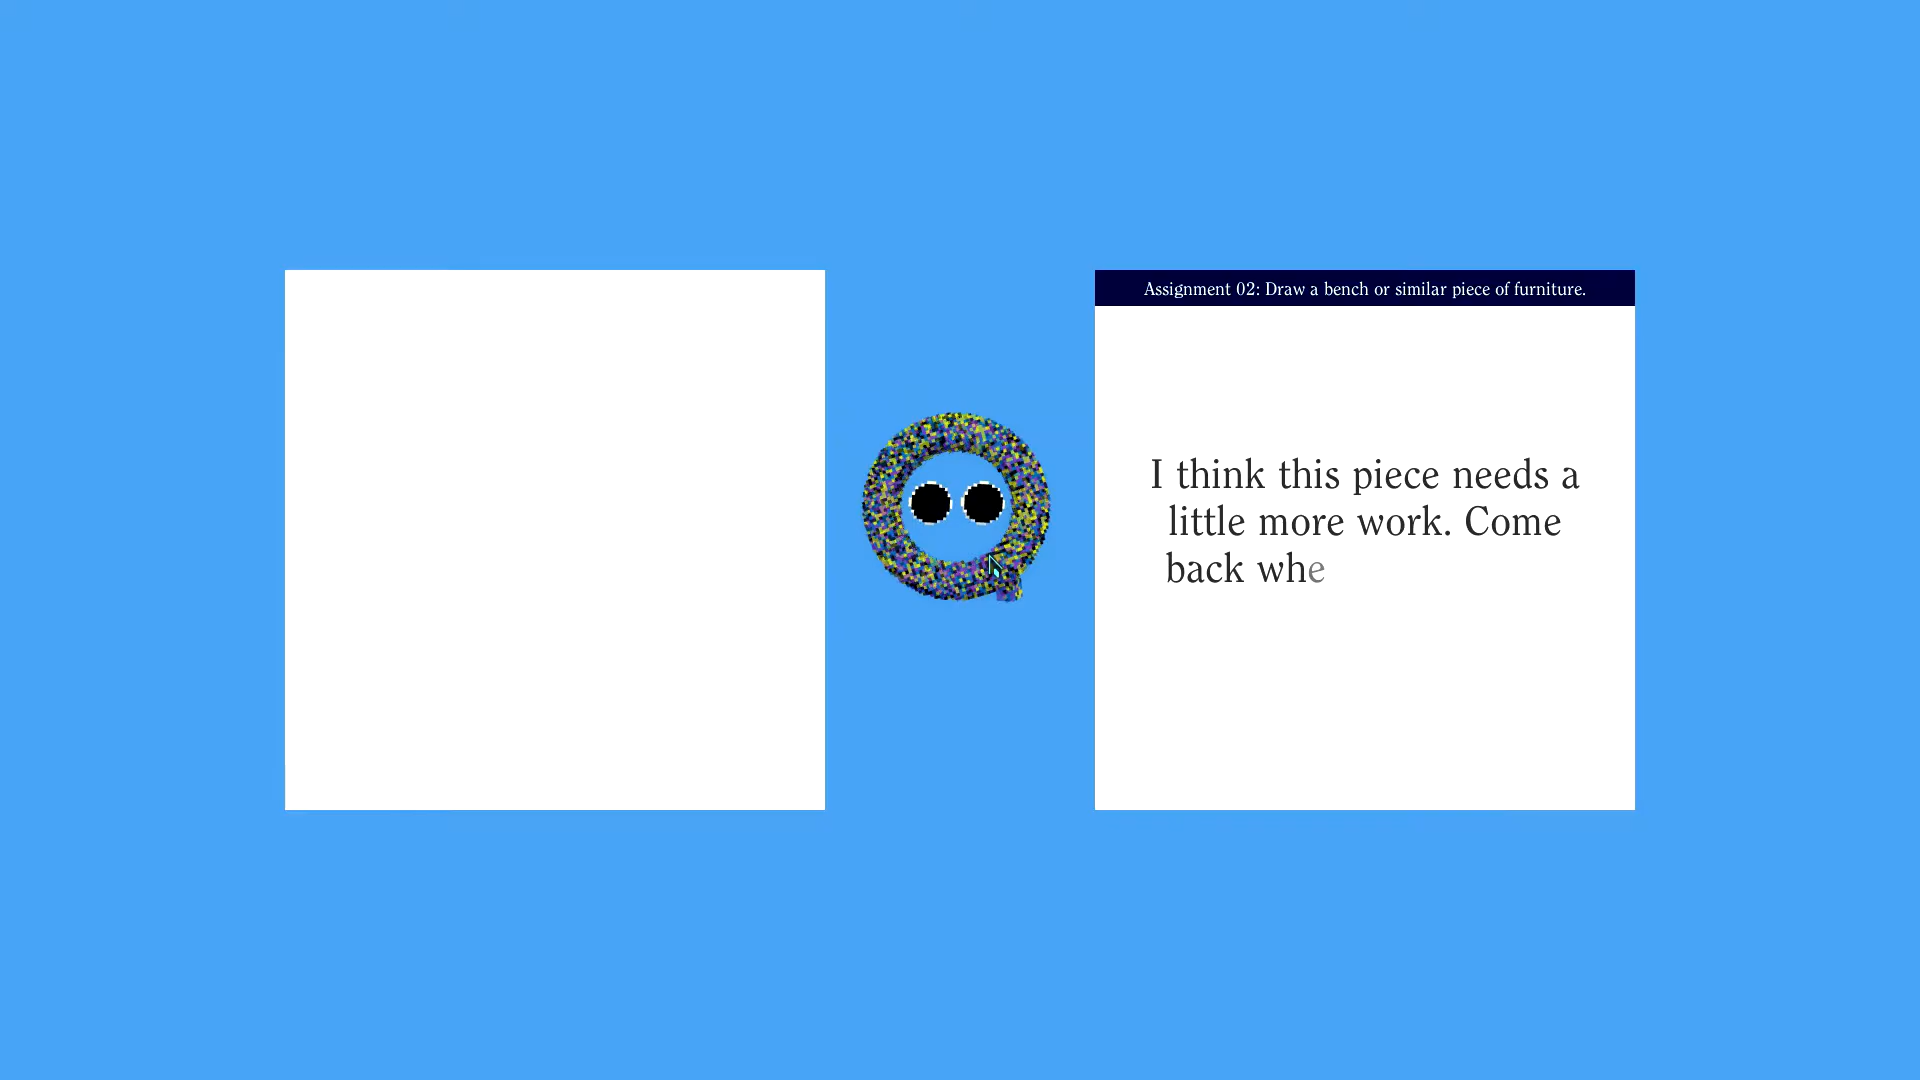 Assignment 02: Draw a bench or similar piece of furniture.
I think this piece needs a
little more work. Come
back whe